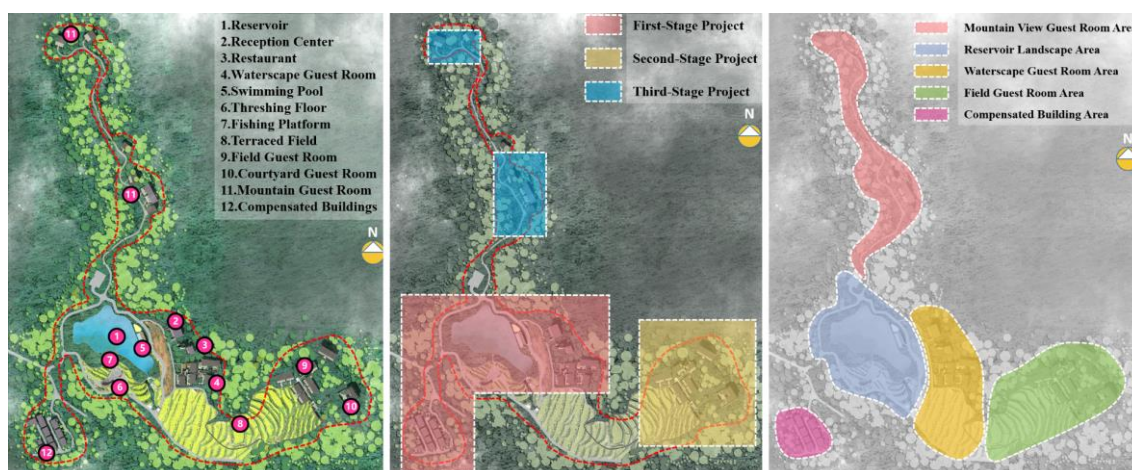 1.Reservoir
2.Reception Center
3.Restaurant
4.Waterscape Guest Room
5.Swimming Pool
6.Threshing Floor
7.Fishing Platform
8.Terraced Field
9.Field Guest Room
10.Courtyard Guest Room
11.Mountain Guest Room
12.Compensated Buildings
N
11
11
1
2
3
5
7
4
6
9
8
10
12
First-Stage Project
Second-Stage Project
Third-Stage Project
N
Mountain View Guest Room Area
Reservoir Landscape Area
Waterscape Guest Room Area
Field Guest Room Area
Compensated Building Area
N